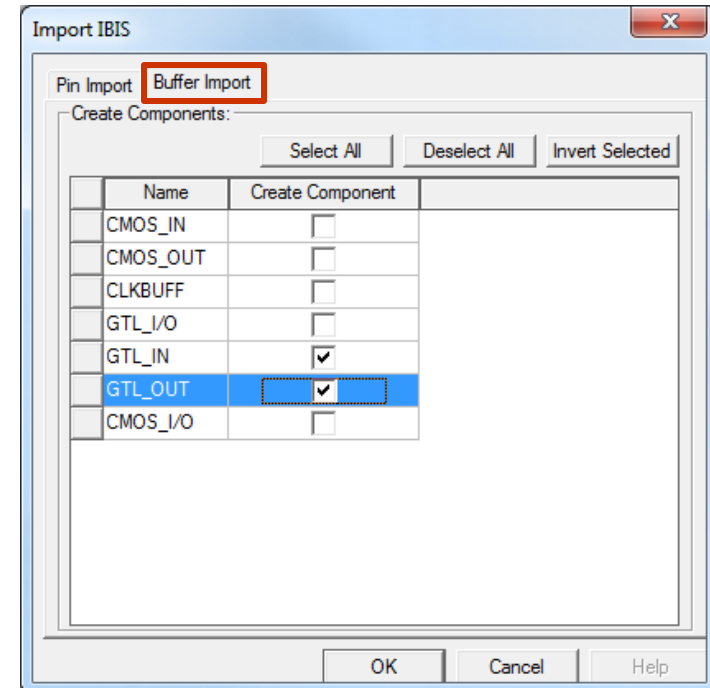 Import IBIS
Pin Import Buffer Import
Create Components:
Select All Deselect All Invert Selected
Name Create Component
CMOS_IN
CMOS_OUT
CLKBUFF
GTL_I/O
GTL_IN
GTL_OUT
CMOS_I/O
OK Cancel Help